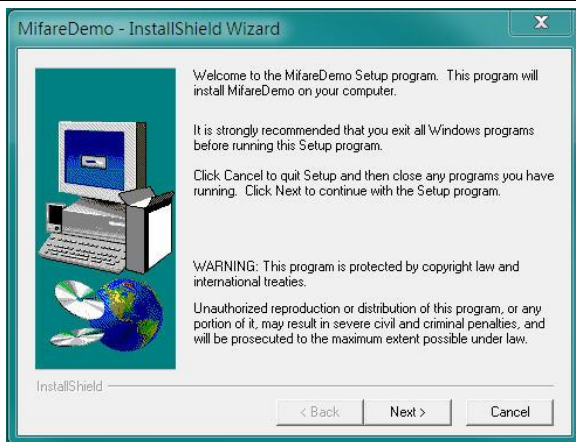 MifareDemo - InstallShield Wizard
X
Welcome to the MifareDemo Setup program. This program will
install MifareDemo on your computer.
It is strongly recommended that you exit all Windows programs
before running this Setup program.
Click Cancel to quit Setup and then close any programs you have
running. Click Next to continue with the Setup program.
WARNING: This program is protected by copyright law and
international treaties.
Unauthorized reproduction or distribution of this program, or any
portion of it, may result in severe civil and criminal penalties, and
will be prosecuted to the maximum extent possible under law.
InstallShield
< Back
Next >
Cancel